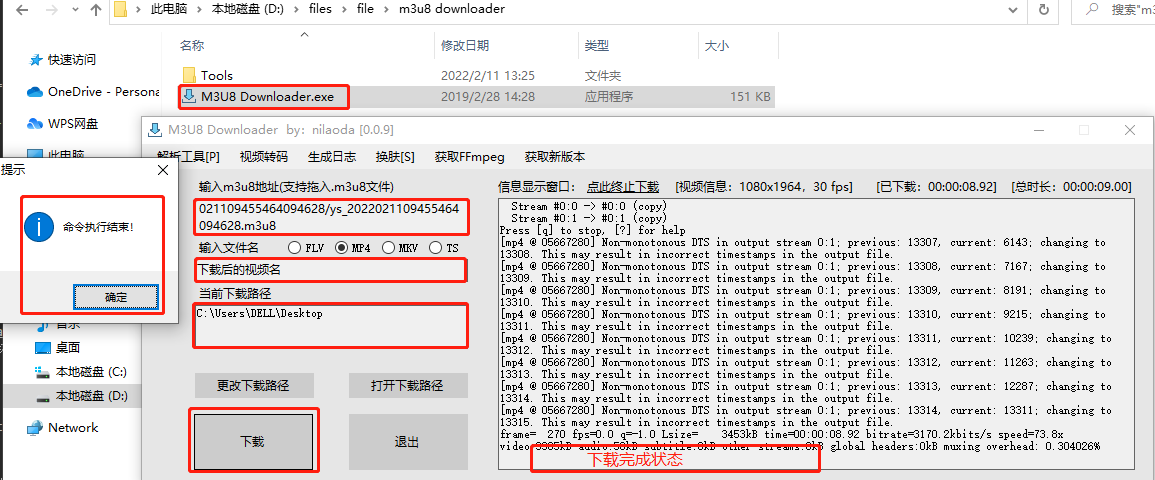 此电脑 > 本地磁盘 (D:) > files > file > m3u8 downloader
搜索"m3
名称 修改日期 类型 大小
快速访问
Tools 2022/2/11 13:25 文件夹
OneDrive - Persona
M3U8 Downloader.exe 2019/2/28 14:28 应用程序 151 KB
WPS网盘
此电脑
M3U8 Downloader by: nilaoda [0.0.9]
解析工具[P] 视频转码 生成日志 换肤[S] 获取FFmpeg 获取新版本
提示
命令执行结束!
确定
输入m3u8地址(支持拖入.m3u8文件)
021109455464094628/ys_2022021109455464
094628.m3u8
输入文件名 FLV MP4 MKV TS
下载后的视频名
当前下载路径
C:\Users\DELL\Desktop
更改下载路径 打开下载路径
下载 退出
信息显示窗口: 点此终止下载 [视频信息: 1080x1964, 30 fps] [已下载: 00:00:08.92] [总时长: 00:00:09.00]
Stream #0:0 -> #0:0 (copy)
Stream #0:1 -> #0:1 (copy)
Press [q] to stop, [?] for help
[mp4 @ 05667280] Non-monotonous DTS in output stream 0:1; previous: 13307, current: 6143; changing to
13308. This may result in incorrect timestamps in the output file.
[mp4 @ 05667280] Non-monotonous DTS in output stream 0:1; previous: 13308, current: 7167; changing to
13309. This may result in incorrect timestamps in the output file.
[mp4 @ 05667280] Non-monotonous DTS in output stream 0:1; previous: 13309, current: 8191; changing to
13310. This may result in incorrect timestamps in the output file.
[mp4 @ 05667280] Non-monotonous DTS in output stream 0:1; previous: 13310, current: 9215; changing to
13311. This may result in incorrect timestamps in the output file.
[mp4 @ 05667280] Non-monotonous DTS in output stream 0:1; previous: 13311, current: 10239; changing to
13312. This may result in incorrect timestamps in the output file.
[mp4 @ 05667280] Non-monotonous DTS in output stream 0:1; previous: 13312, current: 11263; changing to
13313. This may result in incorrect timestamps in the output file.
[mp4 @ 05667280] Non-monotonous DTS in output stream 0:1; previous: 13313, current: 12287; changing to
13314. This may result in incorrect timestamps in the output file.
[mp4 @ 05667280] Non-monotonous DTS in output stream 0:1; previous: 13314, current: 13311; changing to
13315. This may result in incorrect timestamps in the output file.
frame= 270 fps=0.0 q=-1.0 Lsize= 3453kB time=00:00:08.92 bitrate=3170.2kbits/s speed=73.8x
global headers:0kB muxing overhead: 0.304026%
下载完成状态
音乐
桌面
本地磁盘 (C:)
本地磁盘 (D:)
Network